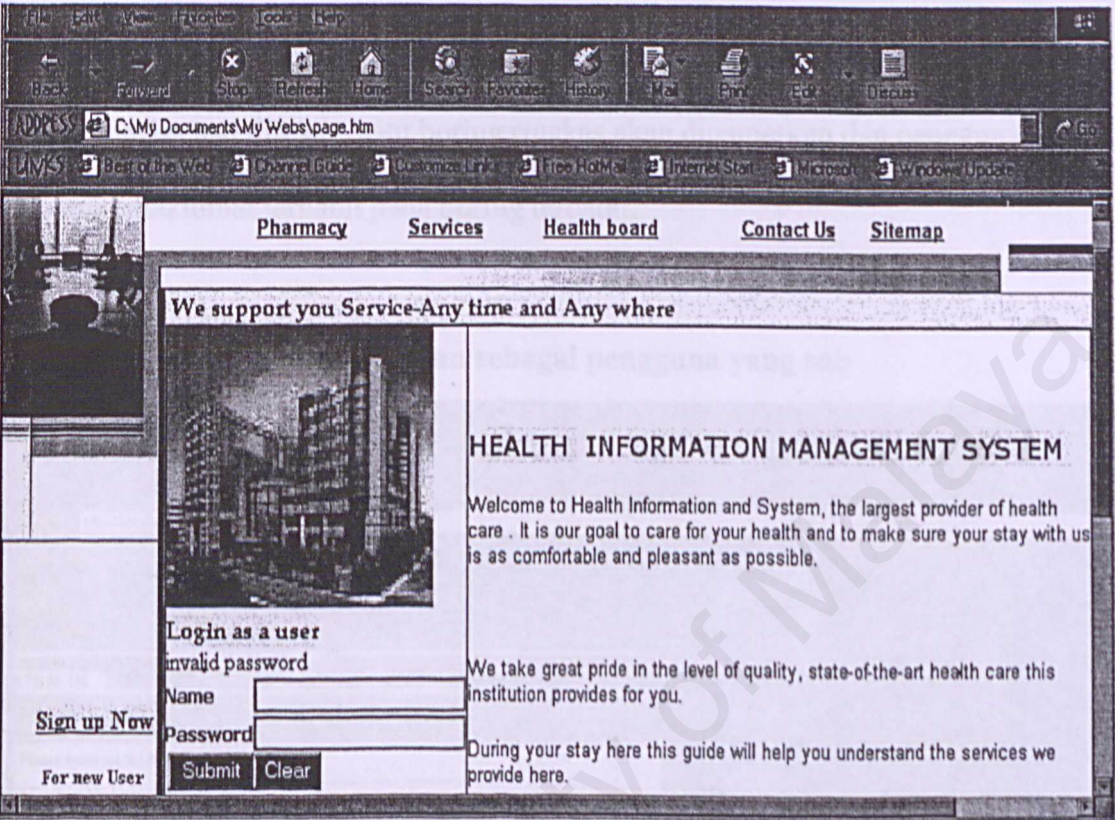 File Edit View Favorites Tools Help
Back Forward Stop Refresh Home Search Favorites History Mail Print Edit Discuss
ADDRESS C:\My Documents\My Webs\page.htm Go
LINKS Best of the Web Channel Guide Customize Links Free HotMail Internet Start Microsoft Windows Update
Pharmacy Services Health board Contact Us Sitemap
We support you Service-Any time and Any where
sebagai pengguna yang sah
HEALTH INFORMATION MANAGEMENT SYSTEM
Welcome to Health Information and System, the largest provider of health
care . It is our goal to care for your health and to make sure your stay with us
is as comfortable and pleasant as possible.
Login as a user
invalid password
Name
Password
Submit Clear
Sign up Now
For new User
We take great pride in the level of quality, state-of-the-art health care this
institution provides for you.
During your stay here this guide will help you understand the services we
provide here.
of Malaya